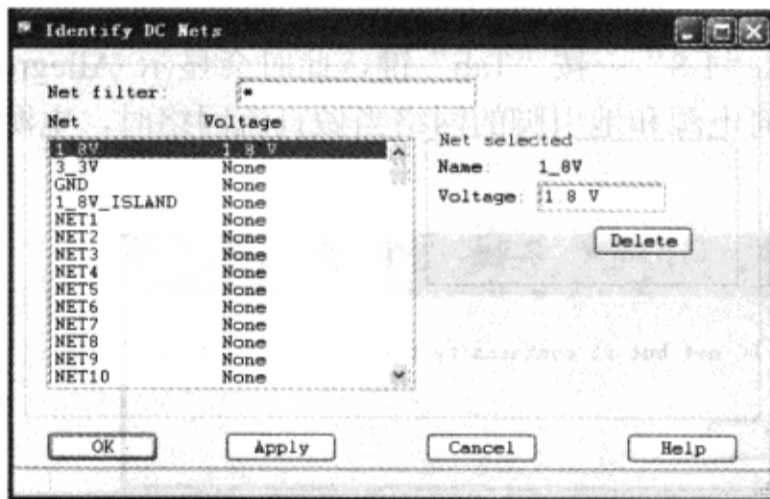 Identify DC Nets
Net filter: *
Net Voltage
1_8V 1.8 V
3_3V None
GND None
1_8V_ISLAND None
NET1 None
NET2 None
NET3 None
NET4 None
NET5 None
NET6 None
NET7 None
NET8 None
NET9 None
NET10 None
Net selected
Name: 1_8V
Voltage: 1.8 V
Delete
OK Apply Cancel Help